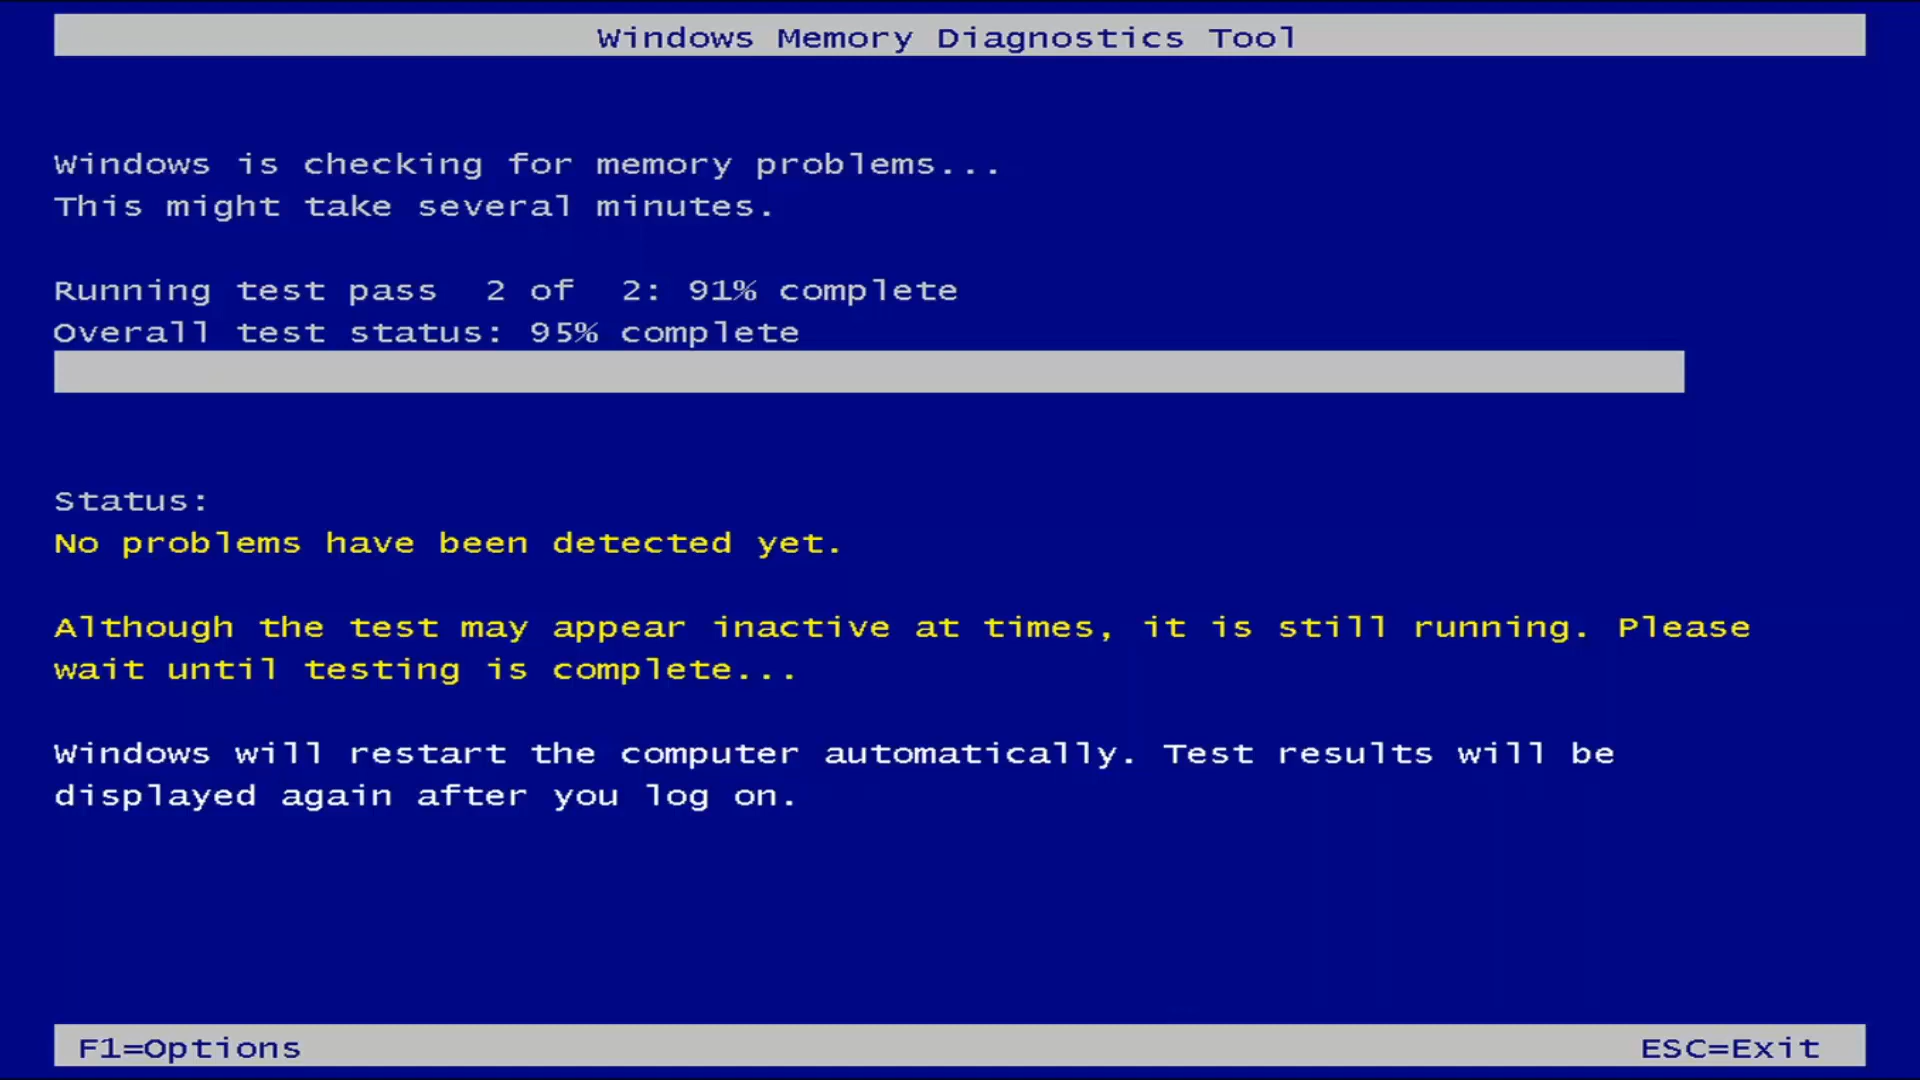 Windows Memory Diagnostics Tool
Windows is checking for memory problems...
This might take several minutes.
Running test pass  2 of  2: 91% complete
Overall test status: 95% complete
Status:
No problems have been detected yet.
Although the test may appear inactive at times, it is still running. Please
wait until testing is complete...
Windows will restart the computer automatically. Test results will be
displayed again after you log on.
F1=Options ESC=Exit